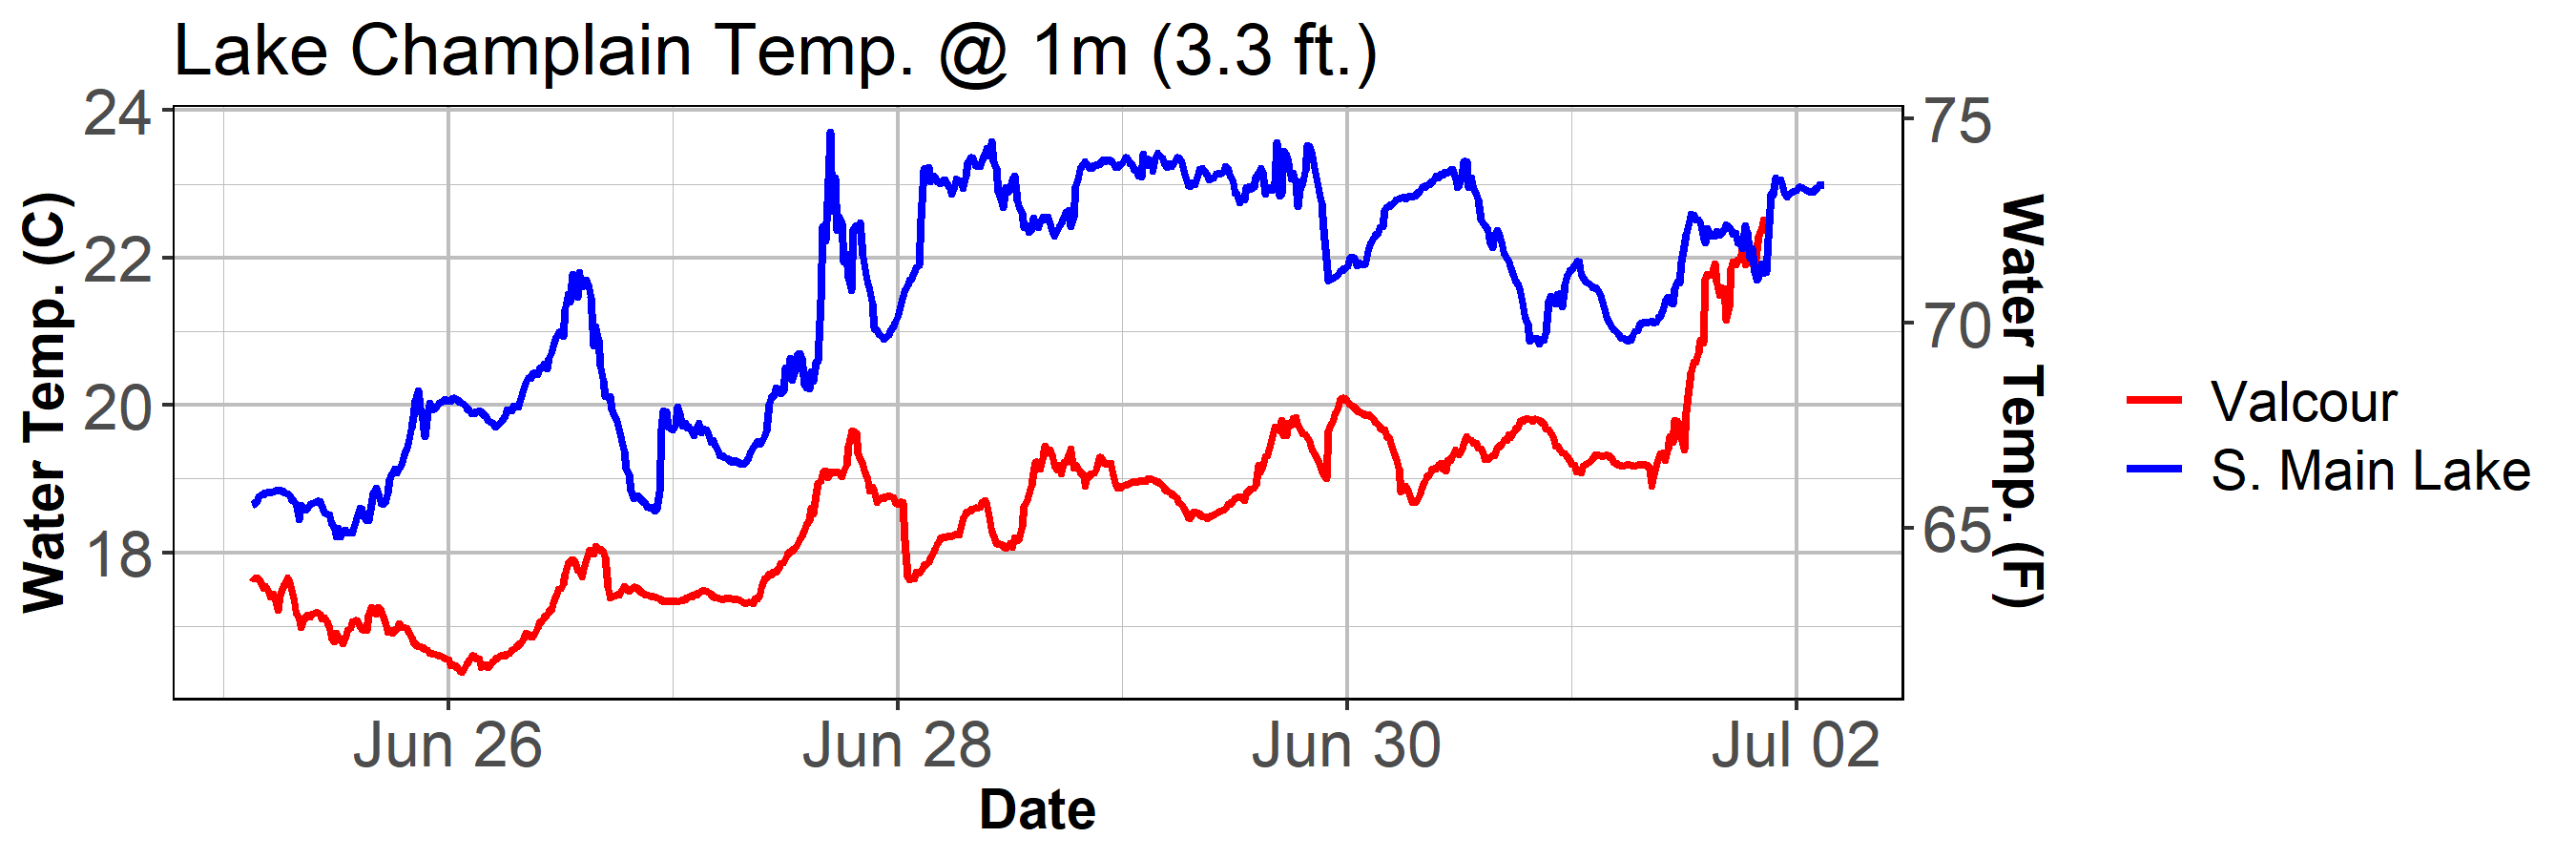 Lake Champlain Temp. @ 1m (3.3 ft.)
Water Temp. (C)
24
22
20
18
75
70
65
Water Temp. (F)
Jun 26
Jun 28
Jun 30
Jul 02
Date
Valcour
S. Main Lake